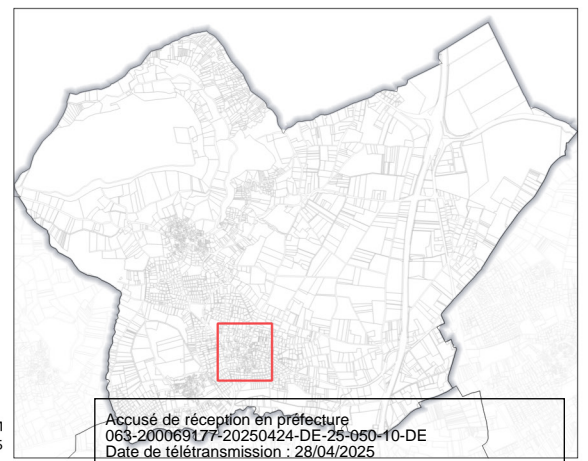 Accusé de réception en préfecture
063-200069177-20250424-DE-25-050-10-DE
Date de télétransmission : 28/04/2025